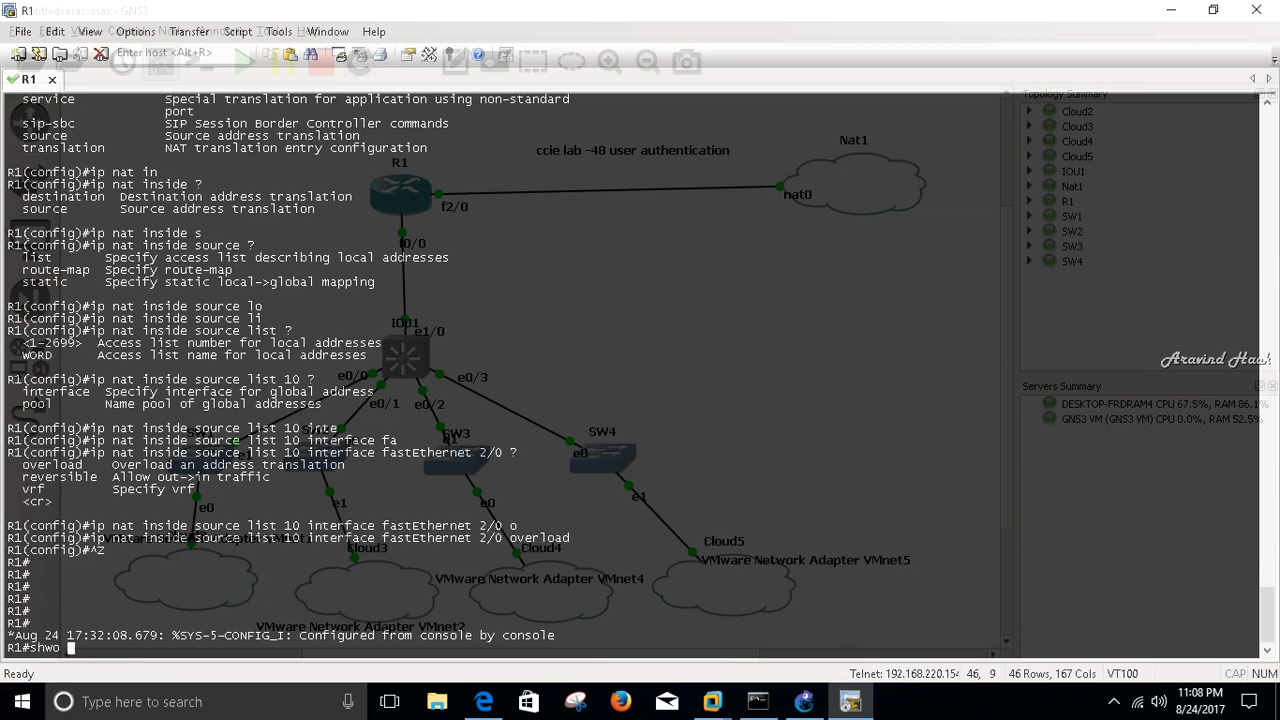 R1
File Edit View Options Transfer Script Tools Window Help
Enter host <Alt+R>
R1
service Special translation for application using non-standard
port
sip-sbc SIP Session Border Controller commands
source Source address translation
translation NAT translation entry configuration
R1(config)#ip nat in
R1(config)#ip nat inside ?
destination Destination address translation
source Source address translation
R1(config)#ip nat inside s
R1(config)#ip nat inside source ?
list Specify access list describing local addresses
route-map Specify route-map
static Specify static local->global mapping
R1(config)#ip nat inside source lo
R1(config)#ip nat inside source li
R1(config)#ip nat inside source list ?
<1-2699> Access list number for local addresses
WORD Access list name for local addresses
R1(config)#ip nat inside source list 10 ?
interface Specify interface for global address
pool Name pool of global addresses
R1(config)#ip nat inside source list 10 inte
R1(config)#ip nat inside source list 10 interface fa
R1(config)#ip nat inside source list 10 interface fastEthernet 2/0 ?
overload Overload an address translation
reversible Allow out->in traffic
vrf Specify vrf
<cr>
R1(config)#ip nat inside source list 10 interface fastEthernet 2/0 o
R1(config)#ip nat inside source list 10 interface fastEthernet 2/0 overload
R1(config)#^Z
R1#
R1#
R1#
R1#
R1#
R1#
*Aug 24 17:32:08.679: %SYS-5-CONFIG_I: Configured from console by console
R1#shwo
ccie lab -48 user authentication
R1
Nat1
nat0
f2/0
f0/0
IOU1
e1/0
e0/0
e0/1
e0/2
e0/3
SW3
SW4
e0
e1
e0
e1
e0
e1
Cloud3
Cloud4
Cloud5
VMware Network Adapter VMnet4
VMware Network Adapter VMnet5
VMware Network Adapter VMnet2
Topology Summary
Cloud2
Cloud3
Cloud4
Cloud5
IOU1
Nat1
R1
SW1
SW2
SW3
SW4
Aravind Haek
Servers Summary
DESKTOP-FRDRAM4 CPU 67.5%, RAM 86.1%
GNS3 VM (GNS3 VM) CPU 0.0%, RAM 52.5%
Ready
Telnet: 192.168.220.154 46, 9 46 Rows, 167 Cols VT100 CAP NUM
Type here to search
11:08 PM
8/24/2017